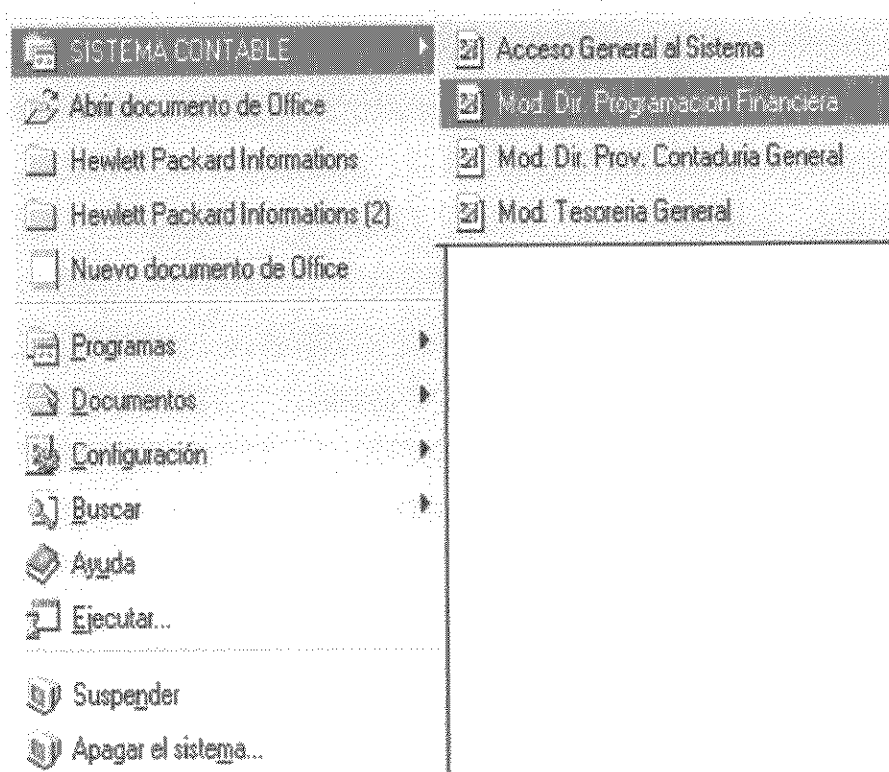 SISTEMA CONTABLE
Abrir documento de Office
Hewlett Packard Informations
Hewlett Packard Informations (2)
Nuevo documento de Office
Programas
Documentos
Configuración
Buscar
Ayuda
Ejecutar...
Suspender
Apagar el sistema...
Acceso General al Sistema
Mod. Dir. Programacion Financiera
Mod. Dir. Prov. Contaduria General
Mod. Tesoreria General